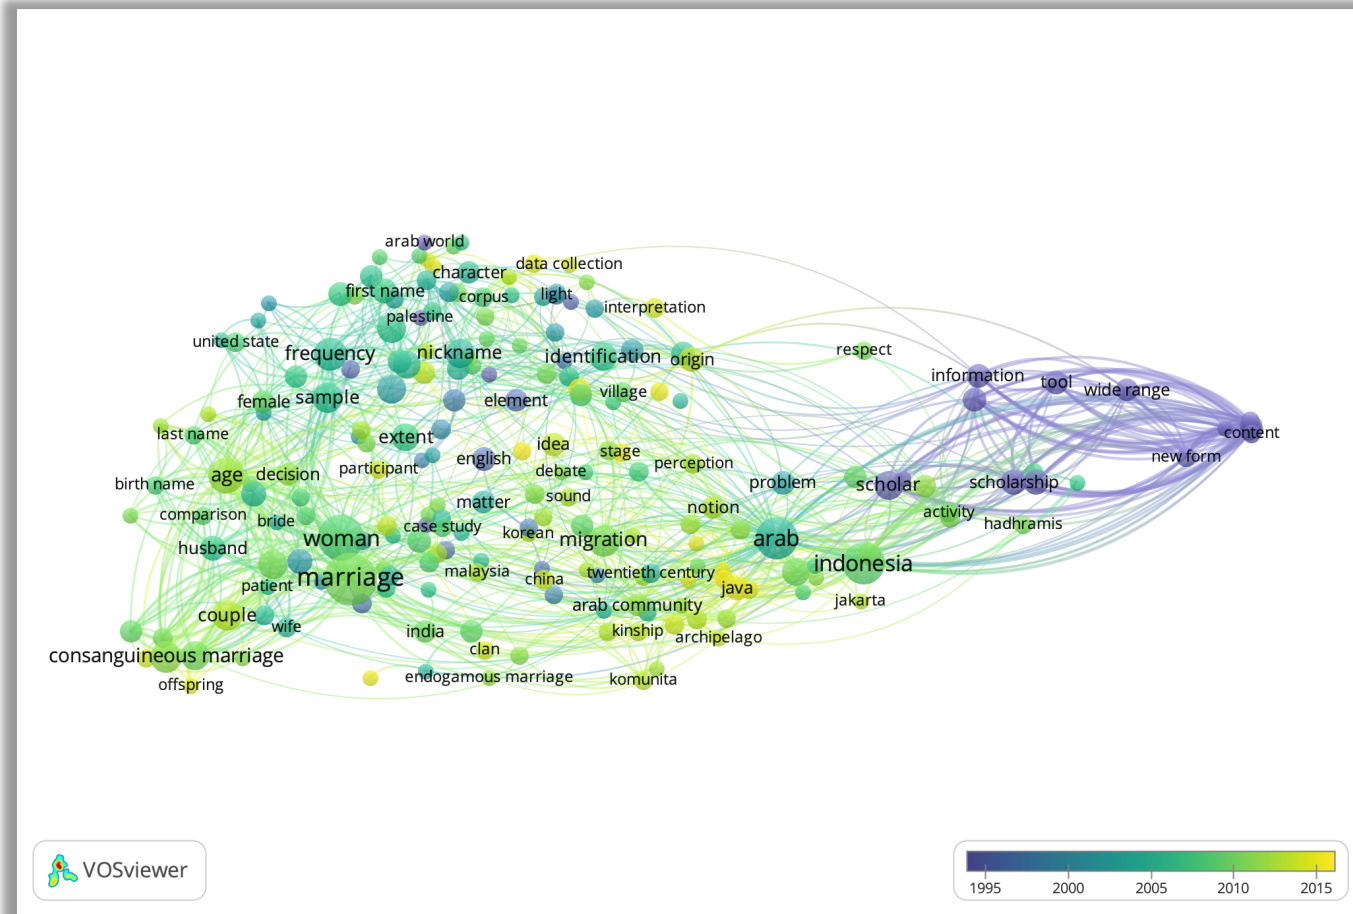 arab world
character
data collection
first name
corpus
light
interpretation
palestine
united state
frequency
nickname
identification
origin
respect
information
tool
wide range
female
sample
element
village
content
last name
extent
idea
stage
new form
age
decision
participant
english
debate
perception
problem
scholar
scholarship
birth name
comparison
bride
matter
sound
notion
activity
hadhramis
husband
woman
case study
korean
migration
arab
indonesia
patient
marriage
malaysia
china
twentieth century
java
jakarta
couple
wife
india
arab community
kinship
archipelago
consanguineous marriage
clan
offspring
endogamous marriage
komunita
VOSviewer
1995 2000 2005 2010 2015